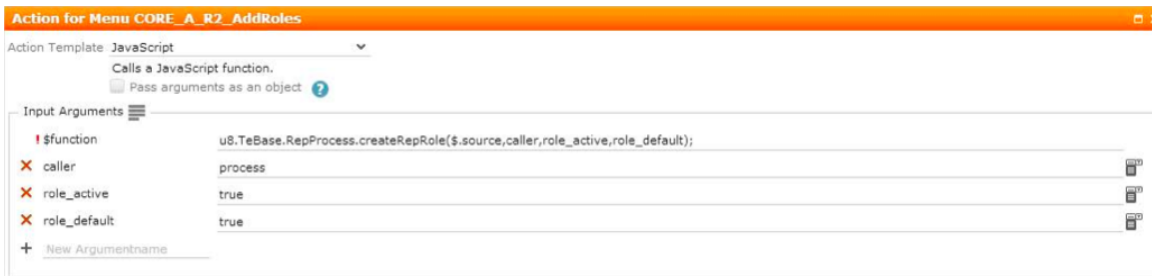 Action for Menu CORE_A_R2_AddRoles
Action Template JavaScript
Calls a JavaScript function.
Pass arguments as an object ?
Input Arguments
! $function u8.TeBase.RepProcess.createRepRole($.source,caller,role_active,role_default);
caller process
role_active true
role_default true
+ New Argumentname